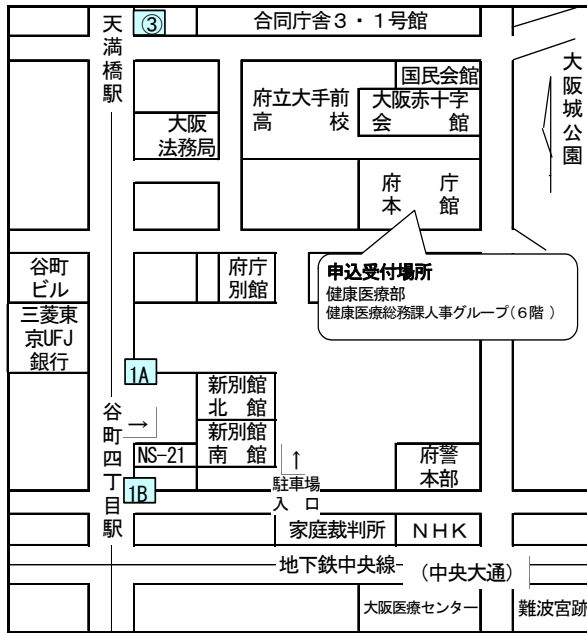 天満橋駅
③
合同庁舎３・１号館
大阪城公園
国民会館
府立大手前
高　　　校
大阪赤十字
会　　　館
大阪
法務局
府　　庁
本　　館
谷町
ビル
府庁
別館
申込受付場所
健康医療部
健康医療総務課人事グループ（６階　）
三菱東
京UFJ
銀行
1A
新別館
北　館
谷町四丁目駅
→
新別館
南　館
NS-21
↑
駐車場
入　口
府警
本部
1B
家庭裁判所
ＮＨＫ
地下鉄中央線
（中央大通）
大阪医療センター
難波宮跡